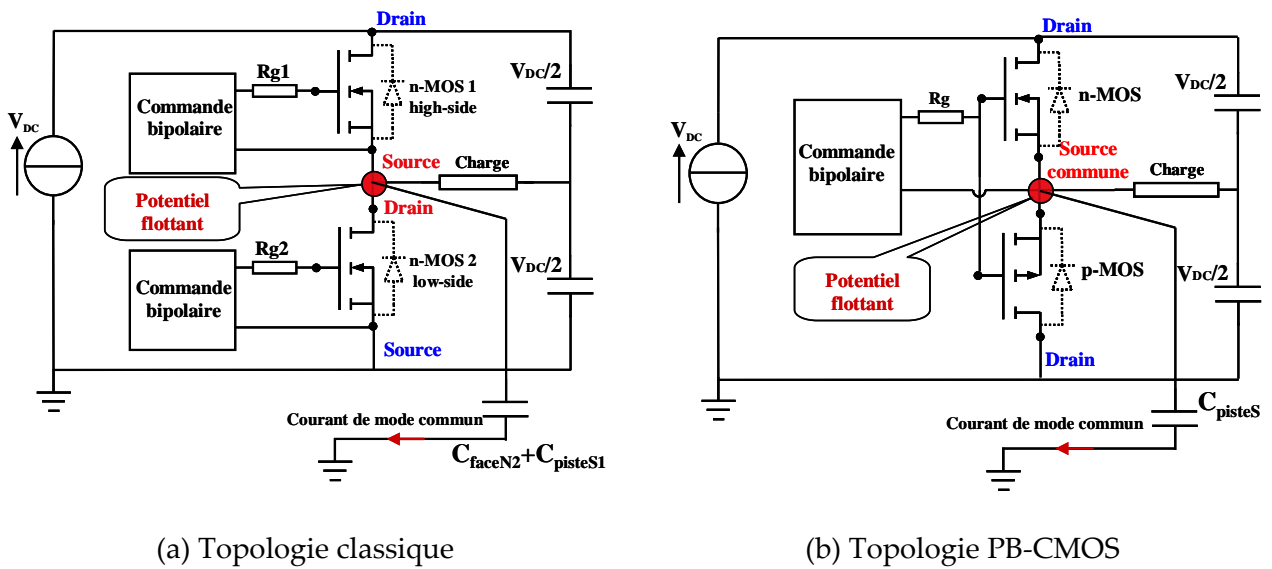 Drain
Rg1
Commande
bipolaire
n-MOS 1
high-side
VDC/2
VDC
Source
Charge
Potentiel
flottant
Drain
Rg2
Commande
bipolaire
n-MOS 2
low-side
VDC/2
Source
Courant de mode commun
CfaceN2+CpisteS1
(a) Topologie classique
Drain
Rg
n-MOS
VDC/2
VDC
Commande
bipolaire
Source
commune
Charge
Potentiel
flottant
p-MOS
VDC/2
Drain
CpisteS
Courant de mode commun
(b) Topologie PB-CMOS